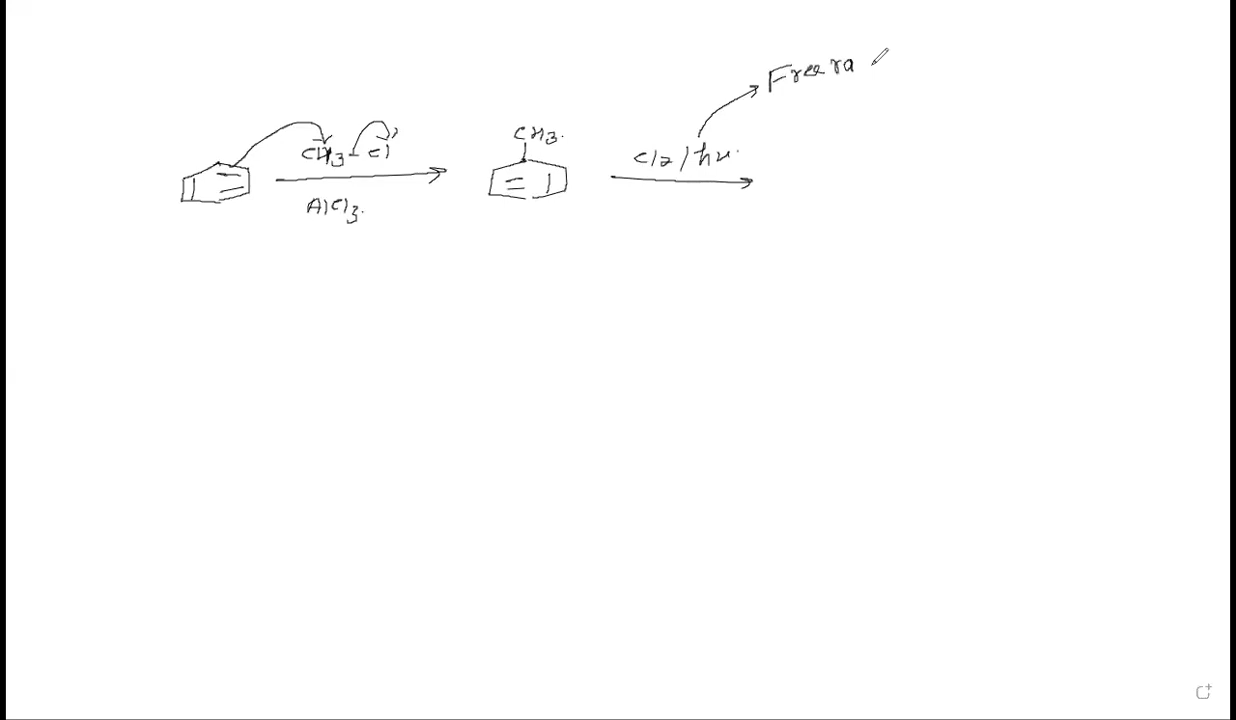 Free ra
CH3 - Cl
AlCl3.
CH3.
Cl2/hν.